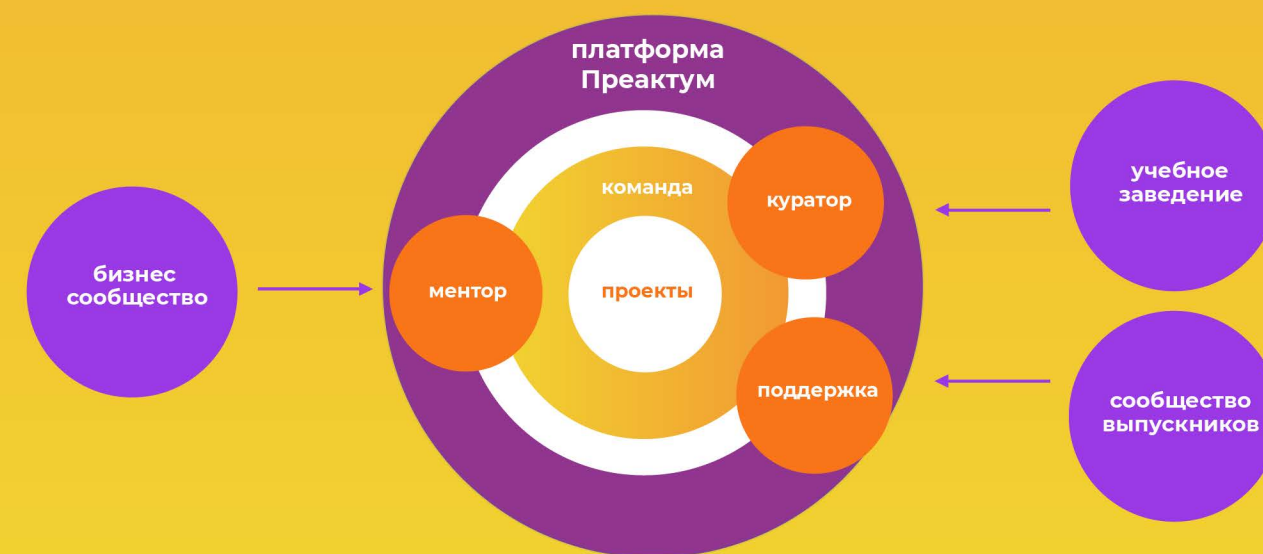 платформа
Преактум
команда
куратор
учебное
заведение
бизнес
сообщество
ментор
проекты
поддержка
сообщество
выпускников